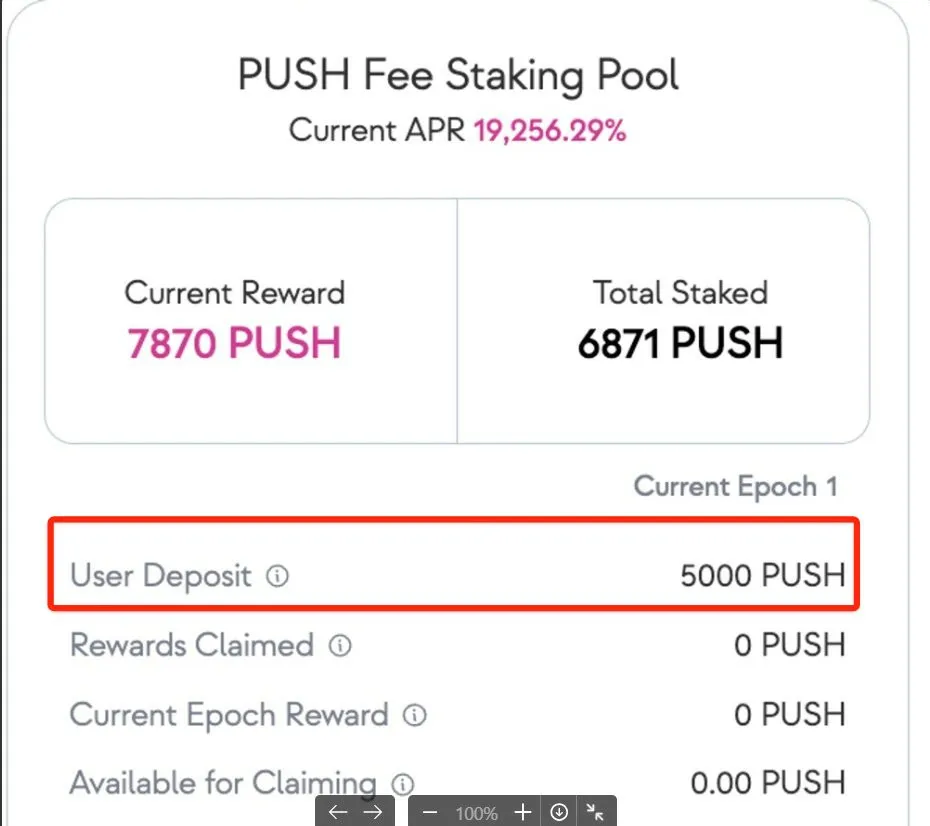 PUSH Fee Staking Pool
Current APR 19,256.29%
Current Reward
7870 PUSH
Total Staked
6871 PUSH
Current Epoch 1
User Deposit 5000 PUSH
Rewards Claimed 0 PUSH
Current Epoch Reward 0 PUSH
Available for Claiming 0.00 PUSH
100%